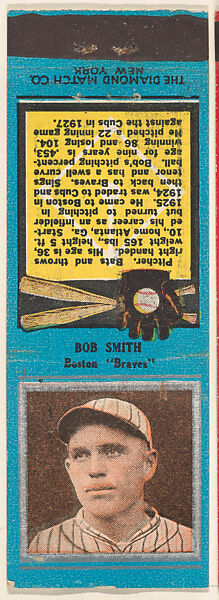 BOB SMITH
Boston "Braves"
Pitcher. Bats and throws
right handed. His age is 36,
weight 165 lbs., height 5 ft.
10., home Atlanta, Ga. Start-
ed his career as an infielder
but turned to pitching in
1925. He came to Boston in
1924, was traded to Cubs and
then back to Braves. Sings
tenor and has a swell curve
ball. Bob's pitching percent-
age for nine years is .453,
winning 86 and losing 104.
He pitched a 22 inning game
against the Cubs in 1927.
THE DIAMOND MATCH CO.
NEW YORK